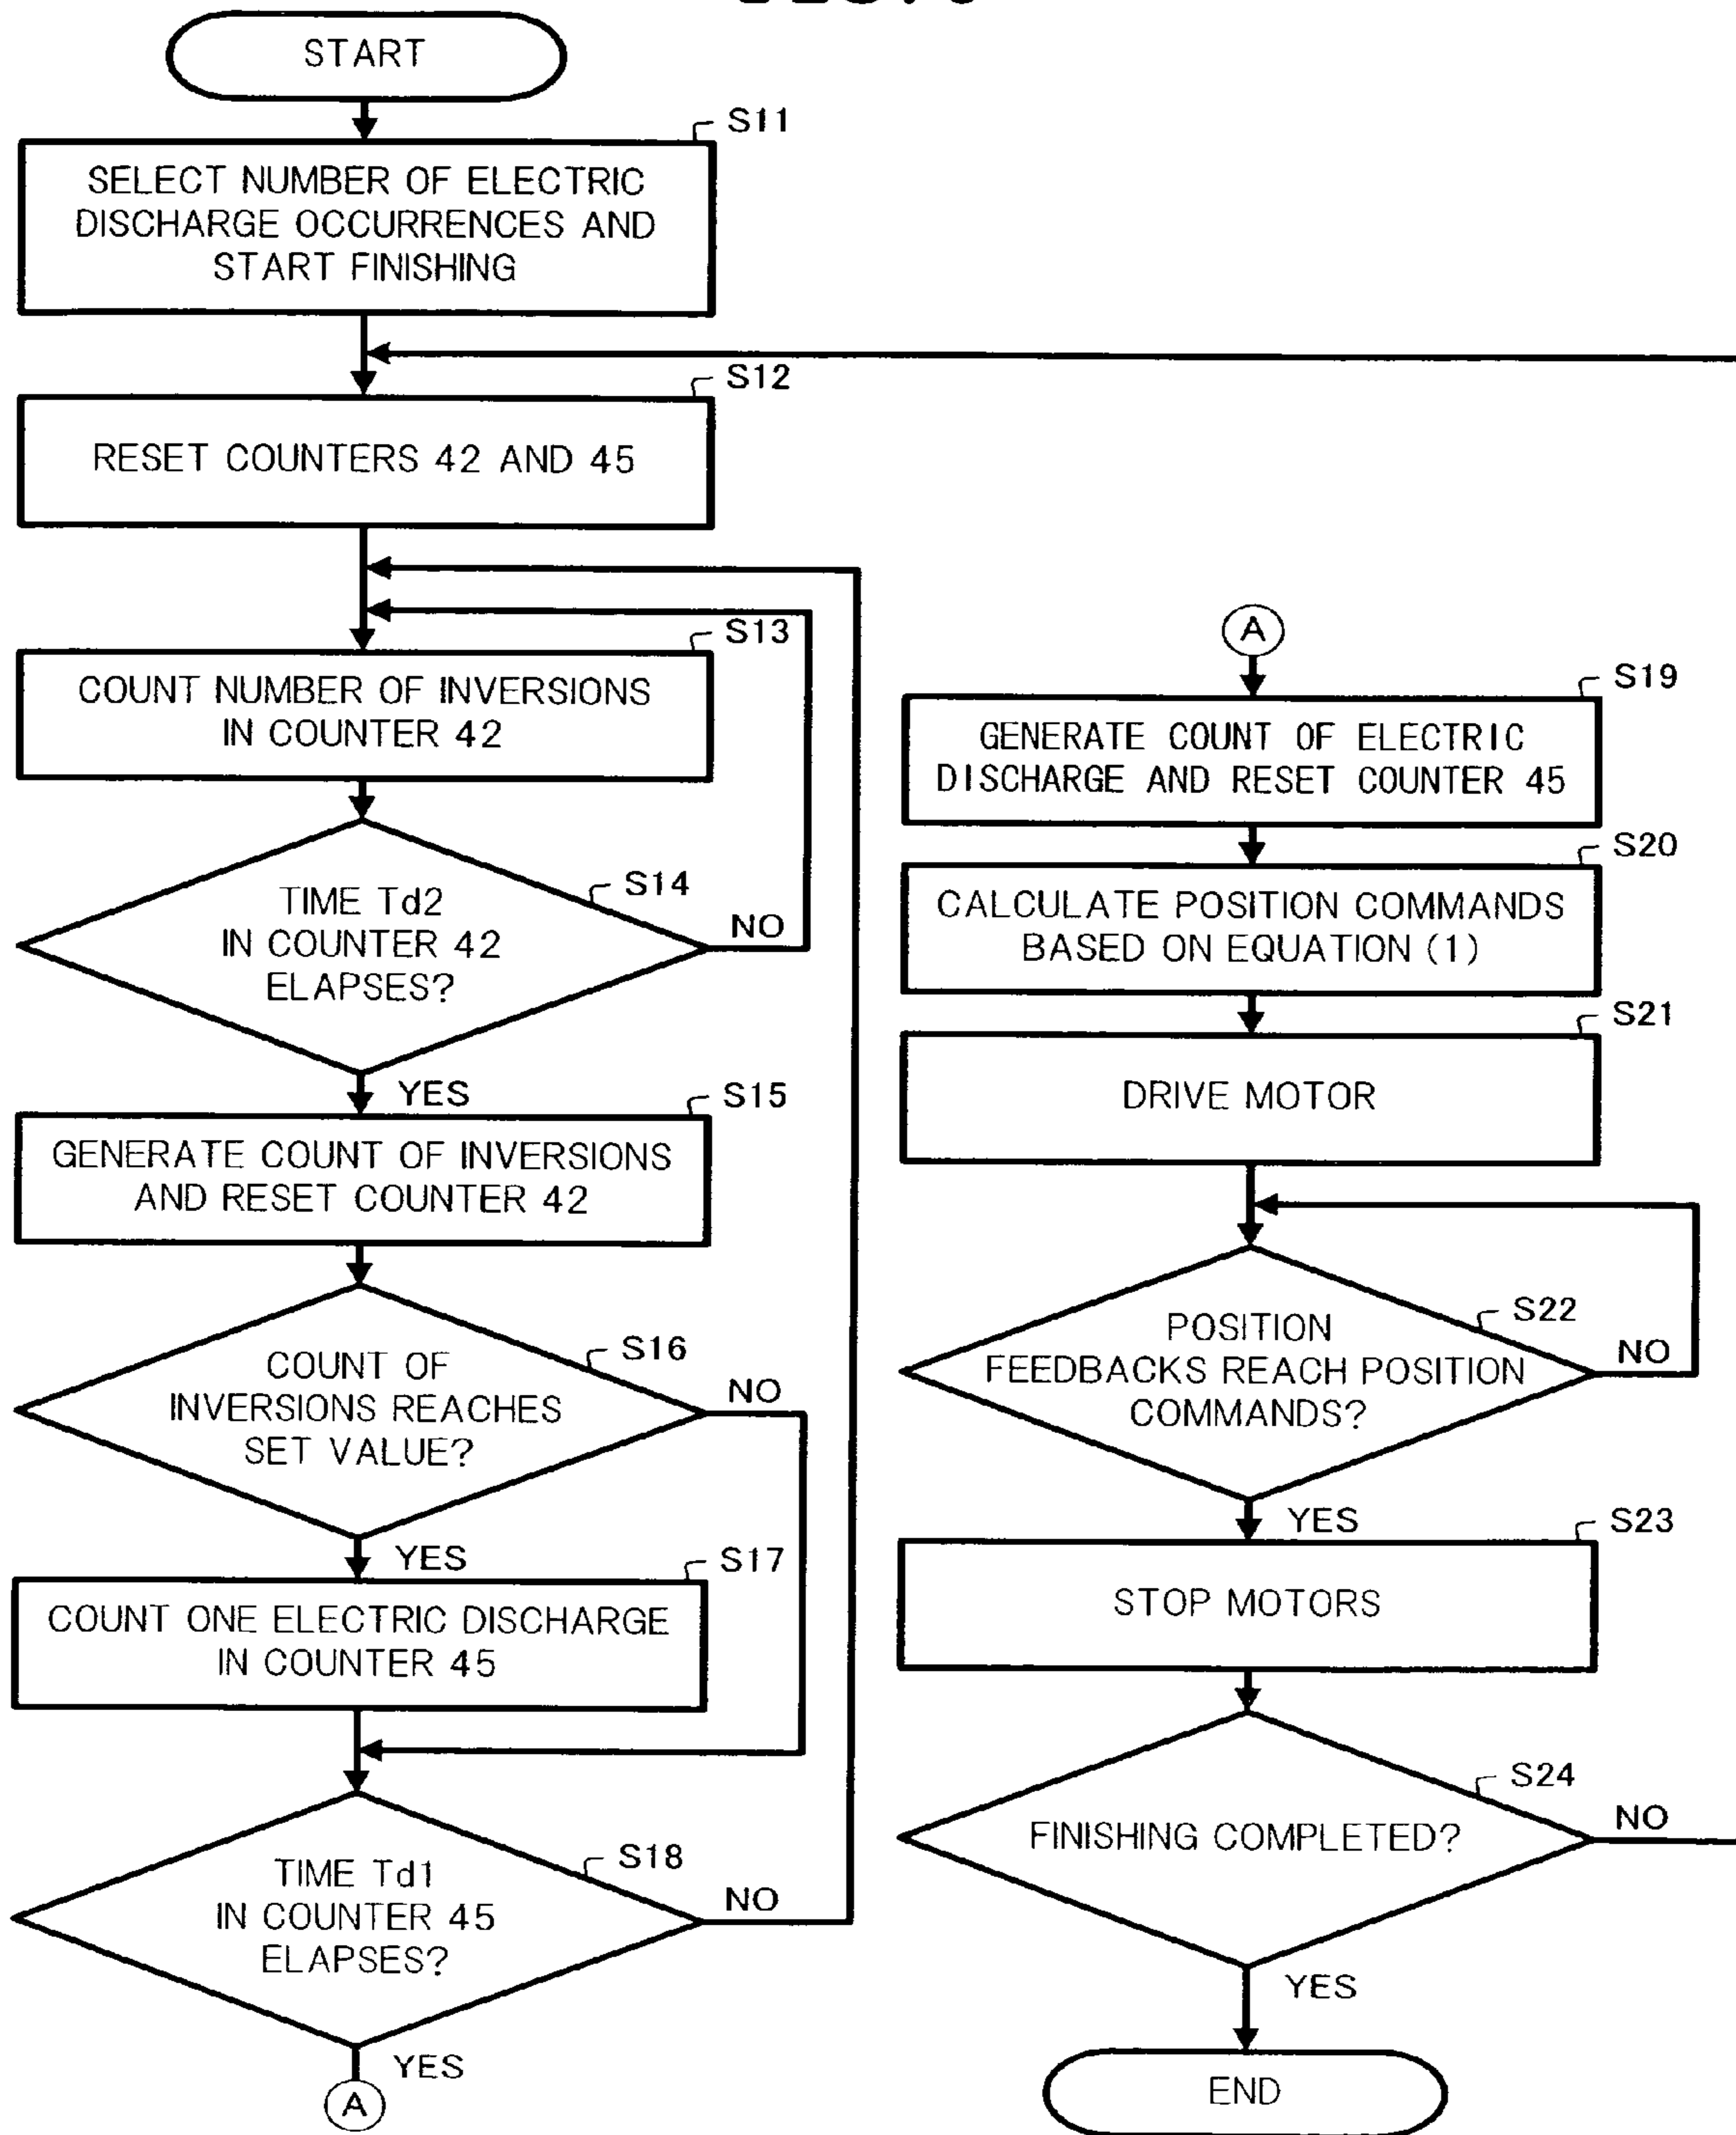 START
S11
SELECT NUMBER OF ELECTRIC
DISCHARGE OCCURRENCES AND
START FINISHING
S12
RESET COUNTERS 42 AND 45
S13
COUNT NUMBER OF INVERSIONS
IN COUNTER 42
S14
TIME Td2
IN COUNTER 42
ELAPSES?
NO
YES
S15
GENERATE COUNT OF INVERSIONS
AND RESET COUNTER 42
S16
COUNT OF
INVERSIONS REACHES
SET VALUE?
NO
YES
S17
COUNT ONE ELECTRIC DISCHARGE
IN COUNTER 45
S18
TIME Td1
IN COUNTER 45
ELAPSES?
NO
YES
A
A
S19
GENERATE COUNT OF ELECTRIC
DISCHARGE AND RESET COUNTER 45
S20
CALCULATE POSITION COMMANDS
BASED ON EQUATION (1)
S21
DRIVE MOTOR
S22
POSITION
FEEDBACKS REACH POSITION
COMMANDS?
NO
YES
S23
STOP MOTORS
S24
FINISHING COMPLETED?
NO
YES
END